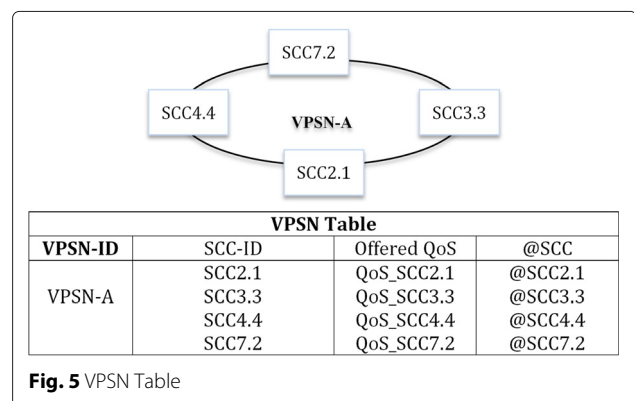 SCC7.2
SCC4.4
VPSN-A
SCC3.3
SCC2.1
VPSN Table
VPSN-ID SCC-ID Offered QoS @SCC
SCC2.1 QoS_SCC2.1 @SCC2.1
VPSN-A SCC3.3 QoS_SCC3.3 @SCC3.3
SCC4.4 QoS_SCC4.4 @SCC4.4
SCC7.2 QoS_SCC7.2 @SCC7.2
Fig. 5 VPSN Table